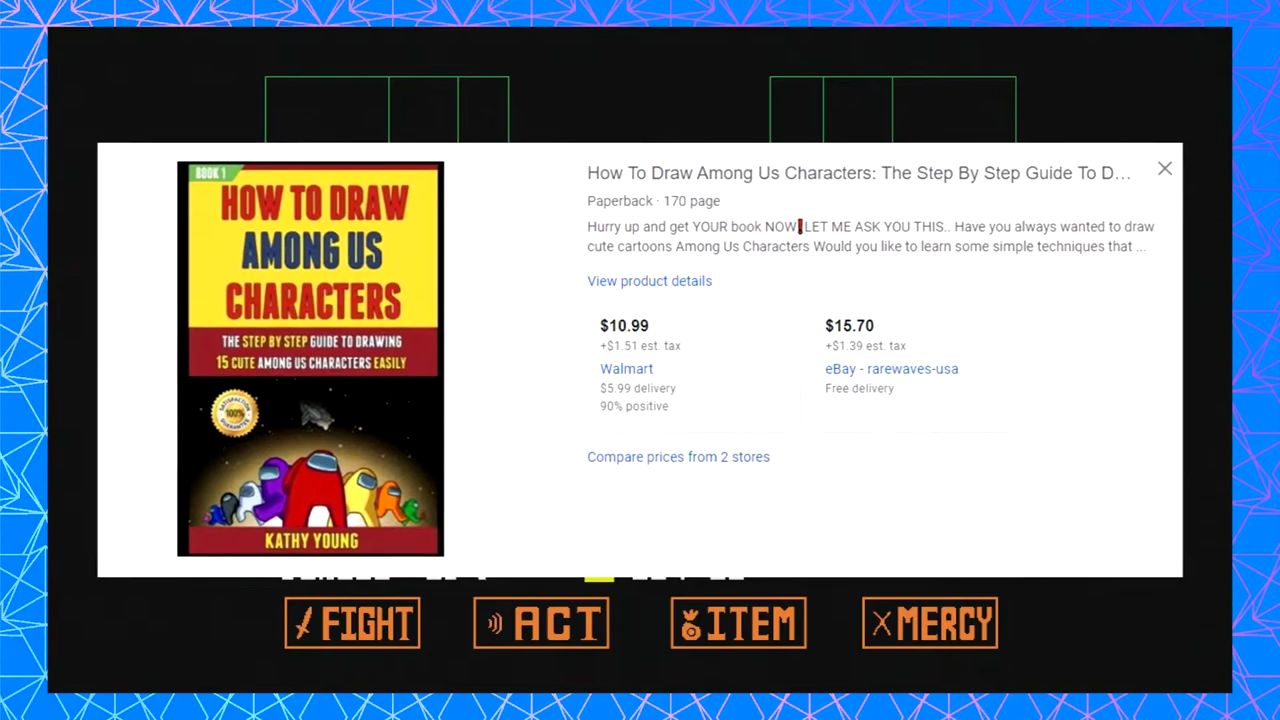 BOOK 1
HOW TO DRAW
AMONG US
CHARACTERS
THE STEP BY STEP GUIDE TO DRAWING
15 CUTE AMONG US CHARACTERS EASILY
SATISFACTION
100%
GUARANTEE
KATHY YOUNG
How To Draw Among Us Characters: The Step By Step Guide To D...
Paperback · 170 page
Hurry up and get YOUR book NOW❗LET ME ASK YOU THIS.. Have you always wanted to draw
cute cartoons Among Us Characters Would you like to learn some simple techniques that ...
View product details
$10.99
+$1.51 est. tax
Walmart
$5.99 delivery
90% positive
$15.70
+$1.39 est. tax
eBay - rarewaves-usa
Free delivery
Compare prices from 2 stores
FIGHT
ACT
ITEM
MERCY